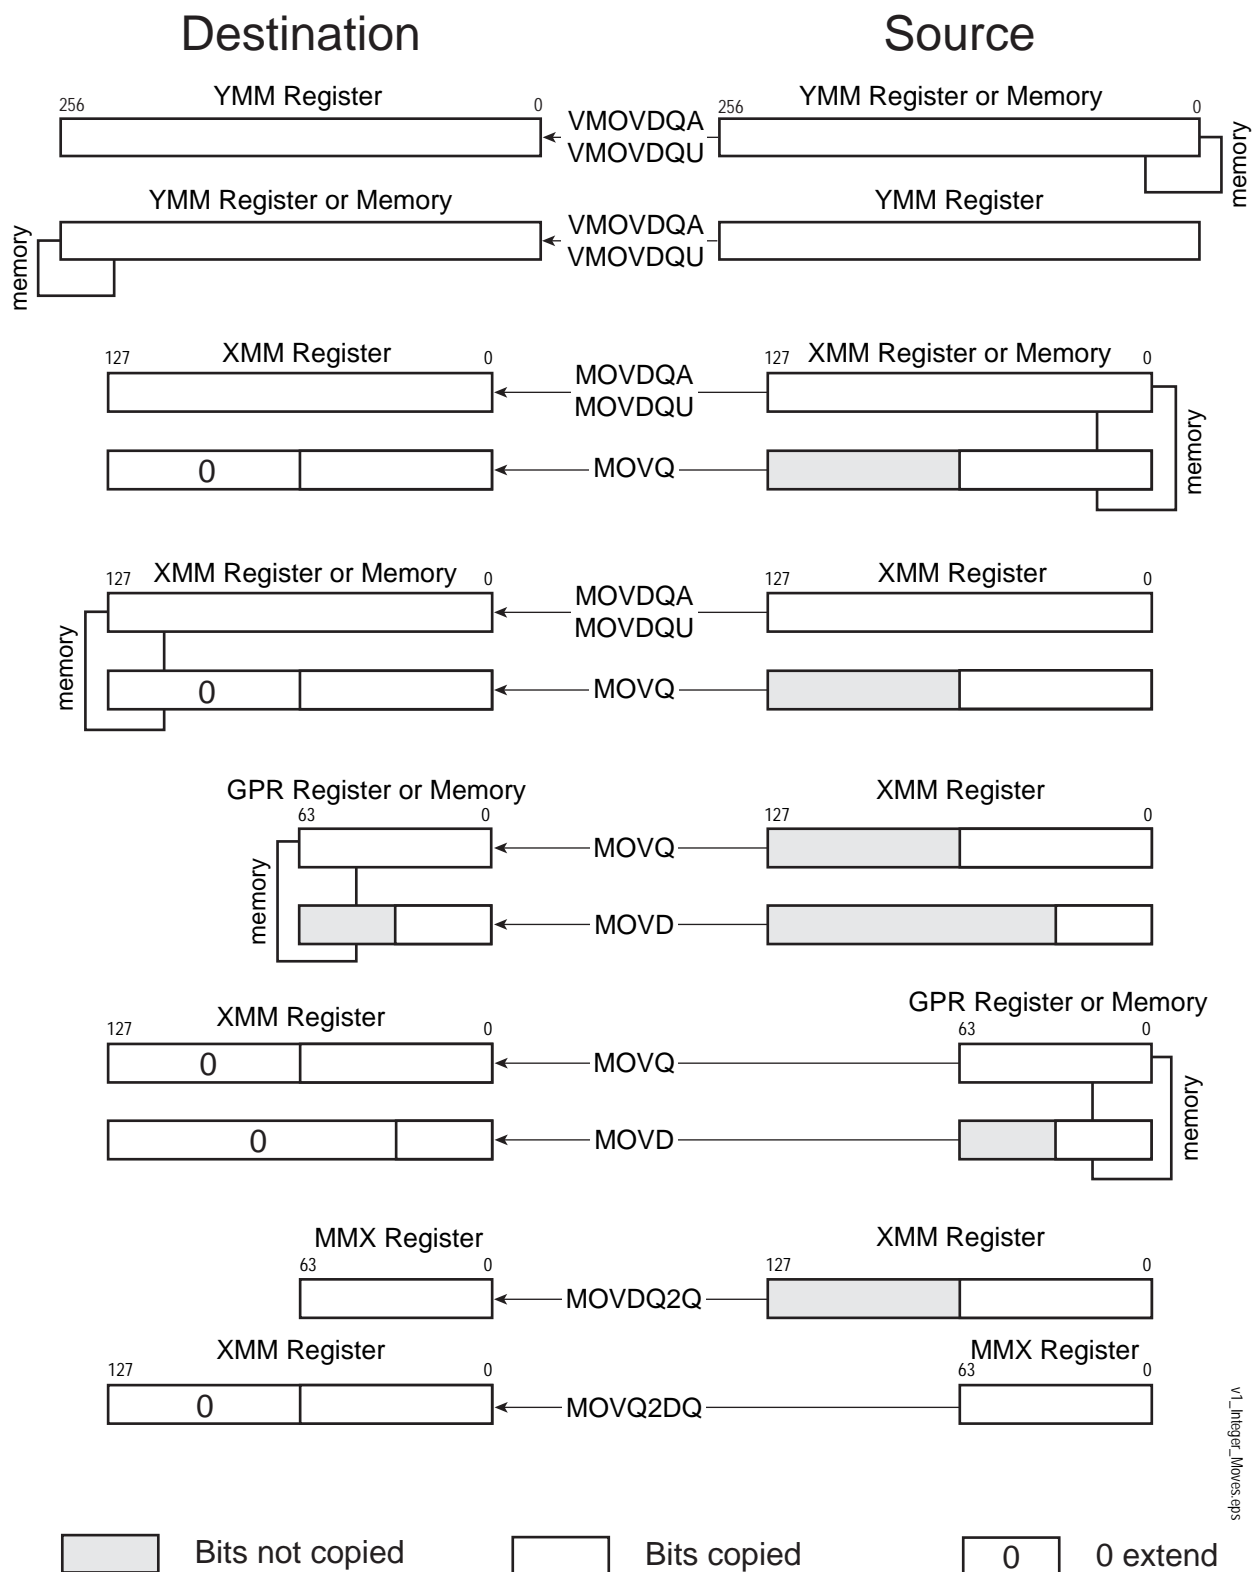 Destination Source
YMM Register YMM Register or Memory
256 0 VMOVDQA 256 0
VMOVDQU
memory
YMM Register or Memory YMM Register
VMOVDQA
VMOVDQU
memory
XMM Register XMM Register or Memory
127 0 127 0
MOVDQA
MOVDQU
memory
0 MOVQ
XMM Register or Memory XMM Register
127 0 127 0
MOVDQA
MOVDQU
memory
0 MOVQ
GPR Register or Memory XMM Register
63 0 127 0
MOVQ
memory
MOVD
XMM Register GPR Register or Memory
127 0 63 0
0 MOVQ
memory
0 MOVD
MMX Register XMM Register
63 0 127 0
MOVDQ2Q
XMM Register MMX Register
127 0 63 0
0 MOVQ2DQ
v1_Integer_Moves.eps
Bits not copied Bits copied 0 0 extend